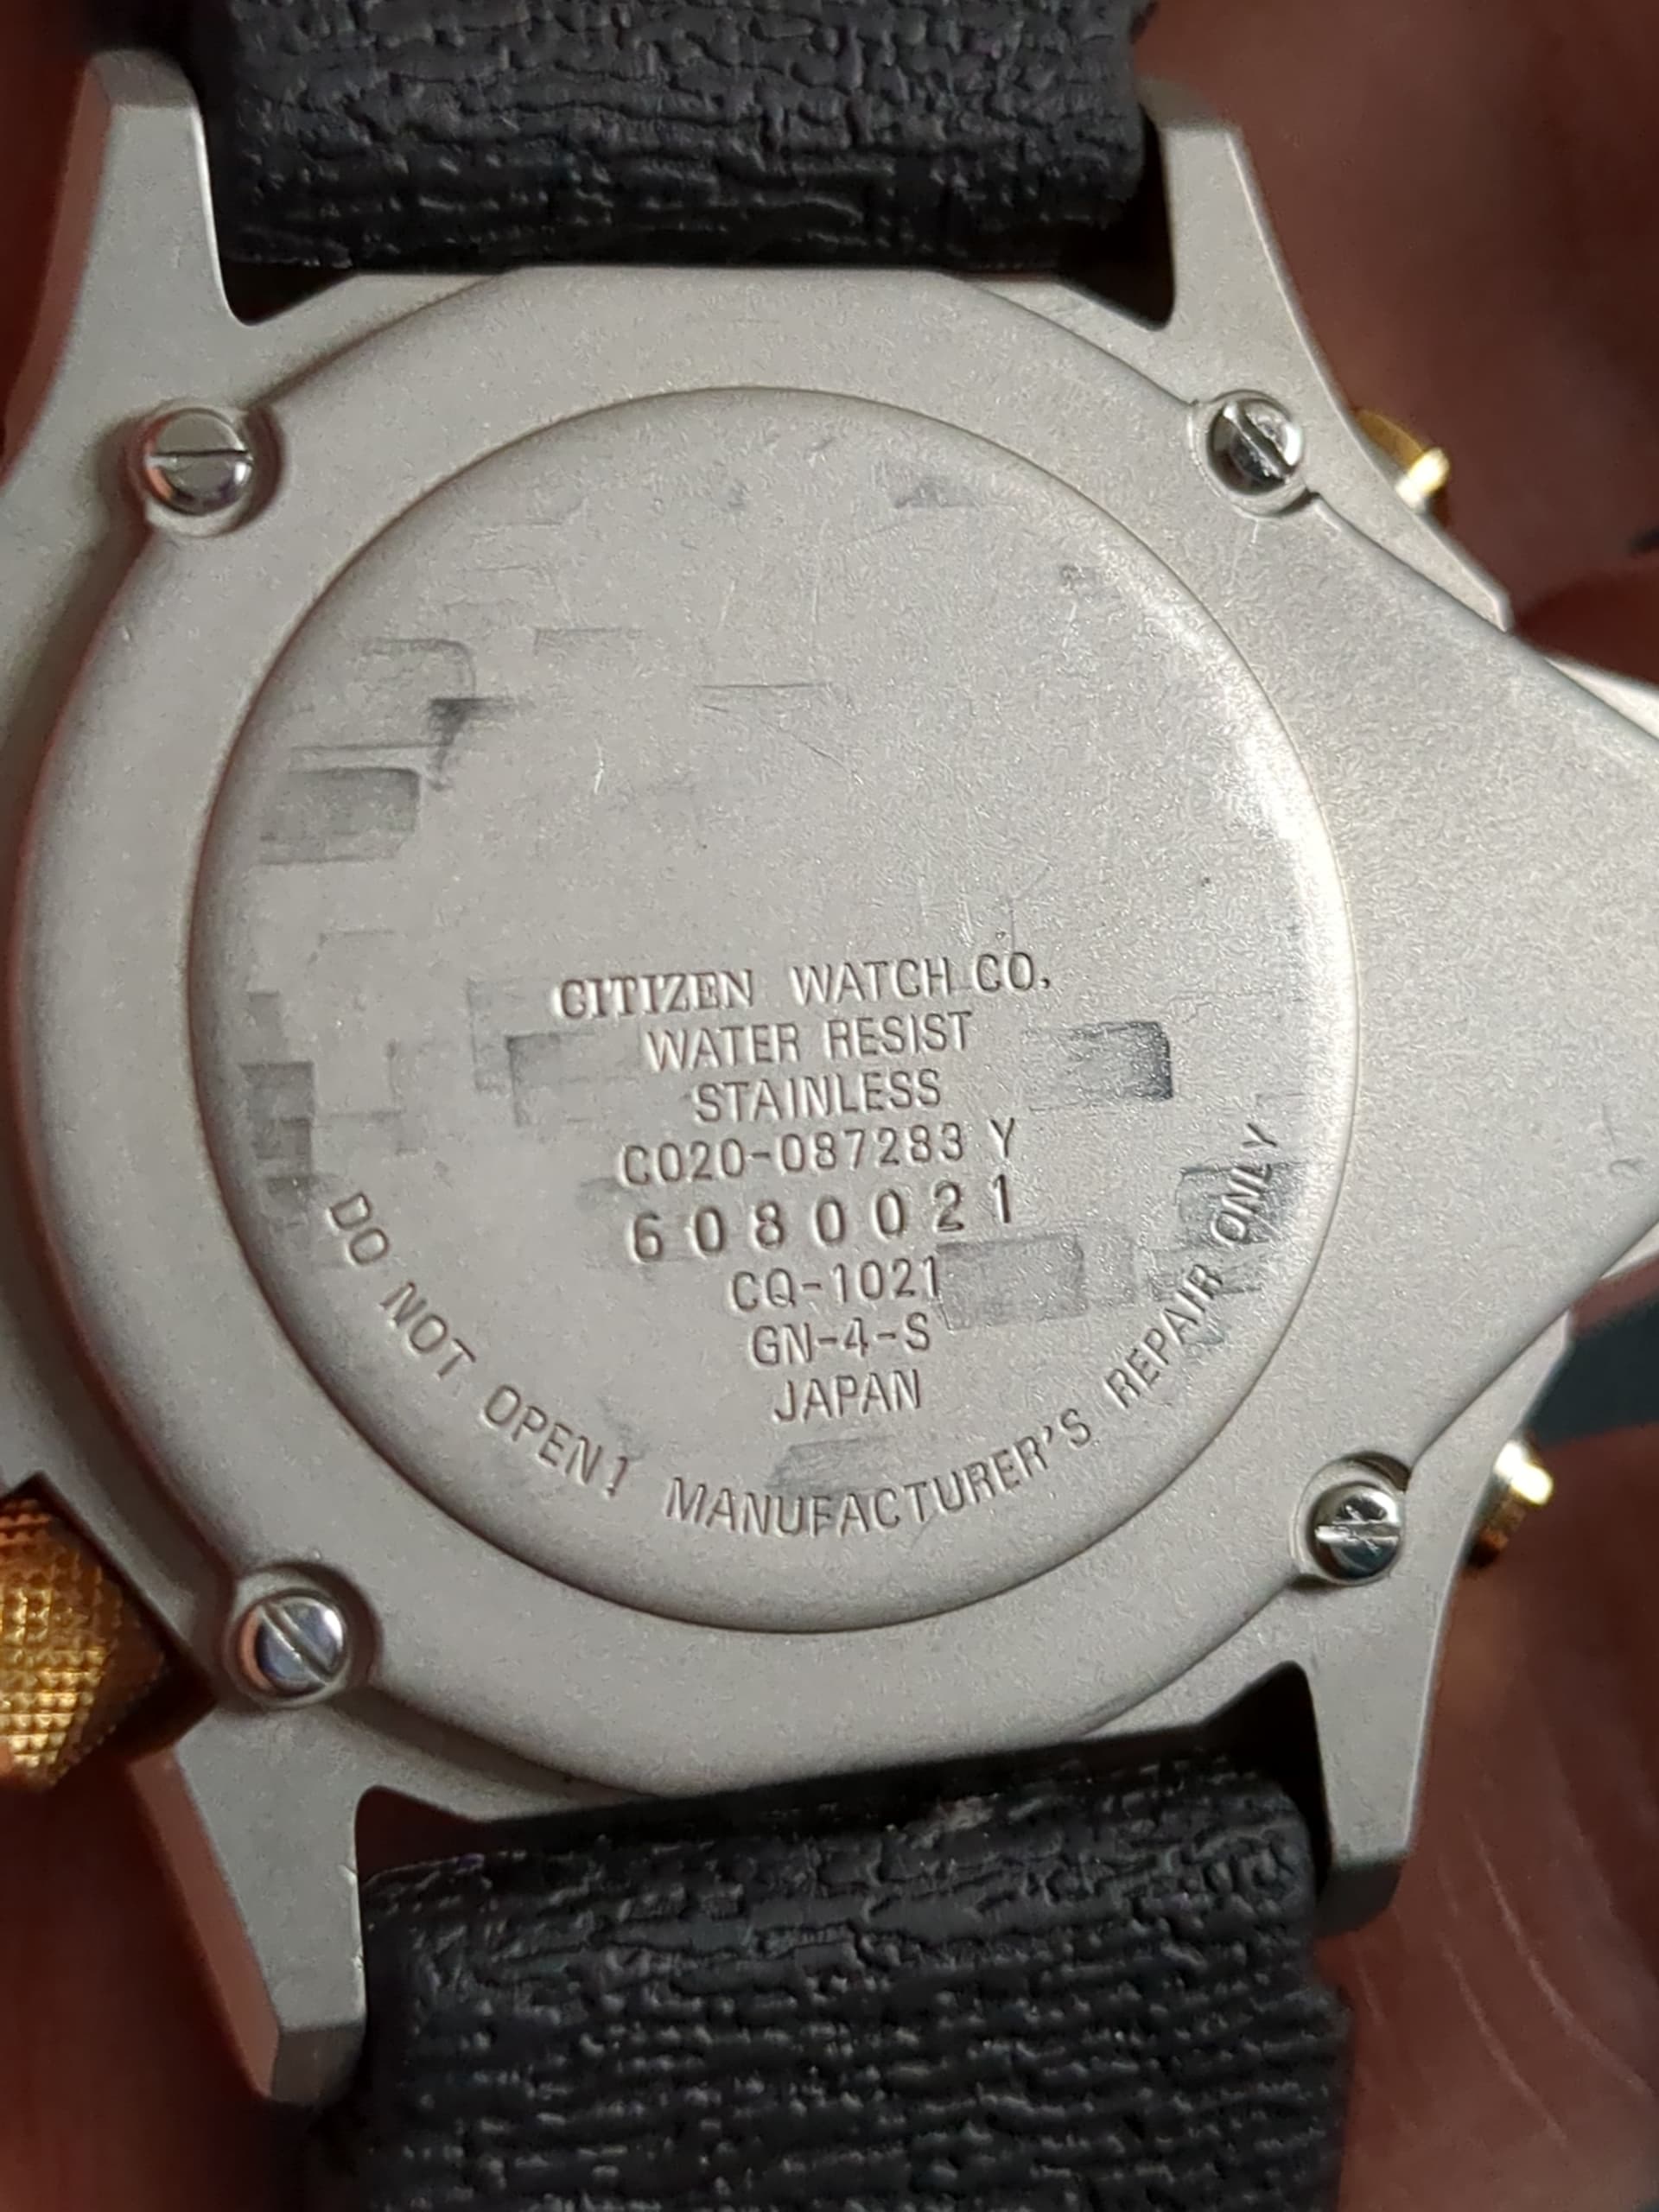 CITIZEN WATCH CO.
WATER RESIST
STAINLESS
C020-087283 Y
6080021
CQ-1021
GN-4-S
JAPAN
DO NOT OPEN! MANUFACTURER'S REPAIR ONLY